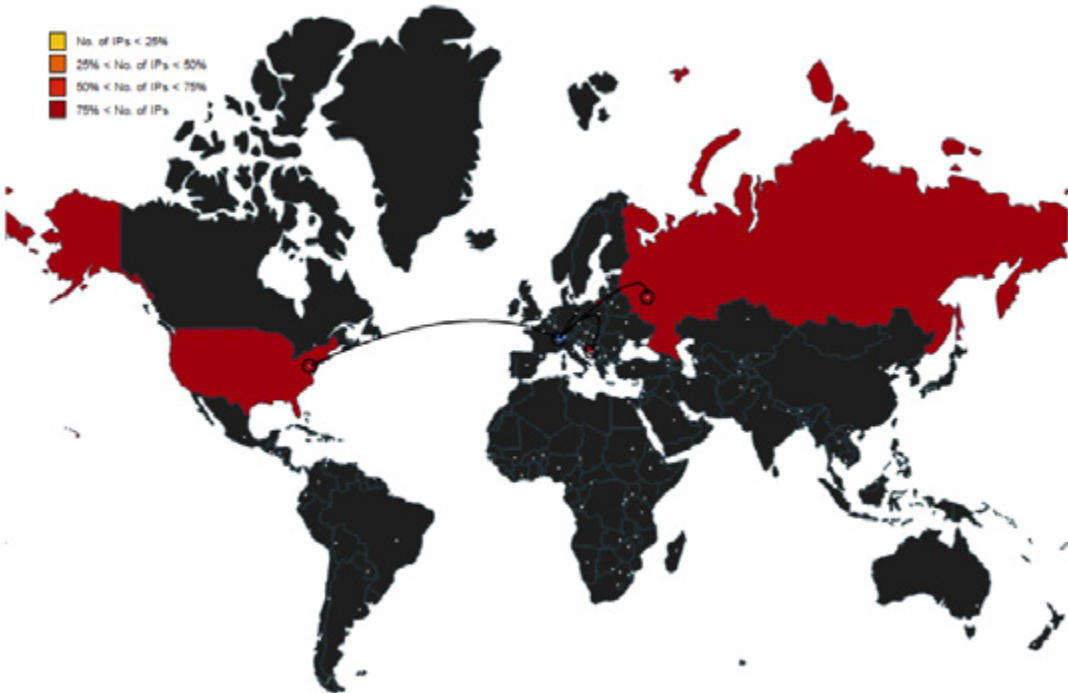 No. of IPs < 25%
25% < No. of IPs < 50%
50% < No. of IPs < 75%
75% < No. of IPs